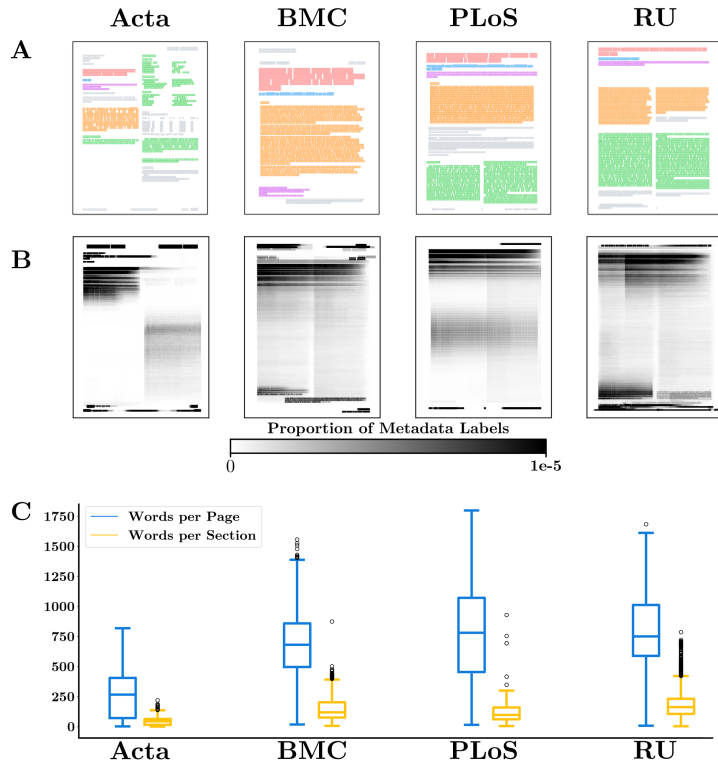 Acta BMC PLoS RU
A
B
Proportion of Metadata Labels
0 1e-5
C
Words per Page
Words per Section
1750
1500
1250
1000
750
500
250
0
Acta BMC PLoS RU